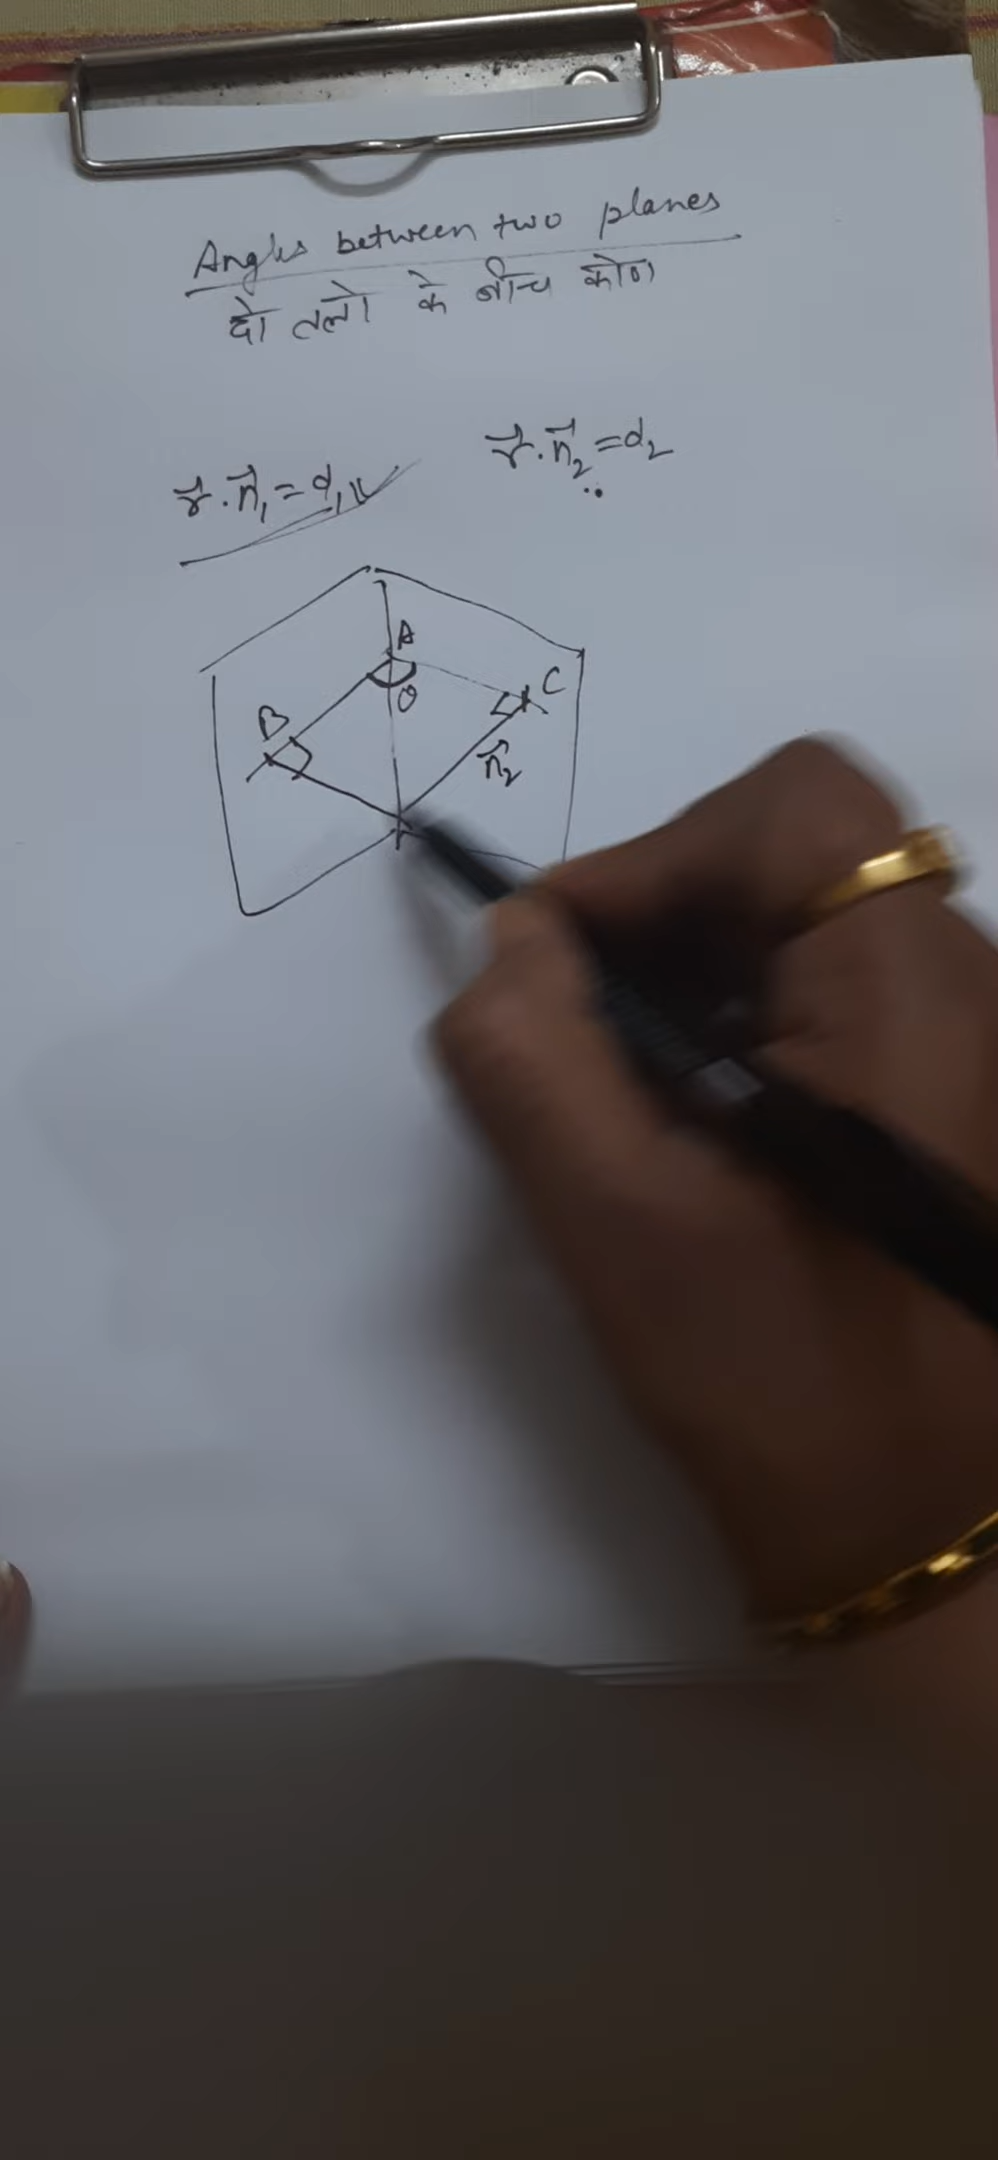 Angles between two planes
दो तलो के बीच कोण
r⃗.n⃗₁=d₁ r⃗.n⃗₂=d₂
A
θ
B
C
n⃗₂